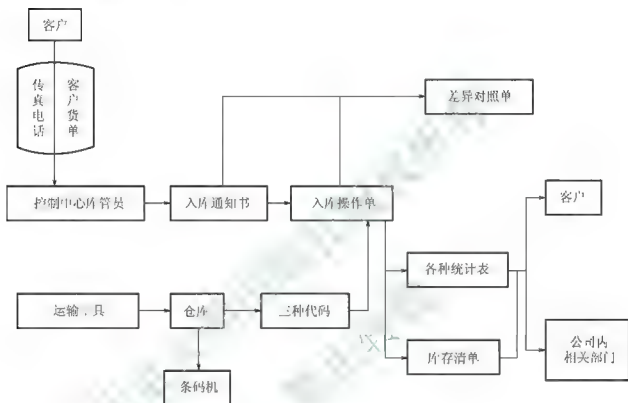 客户
传真电话
客户货单
差异对照单
控制中心库管员
入库通知书
入库操作单
客户
各种统计表
运输
具
仓库
三种代码
库存清单
公司内
相关部门
条码机